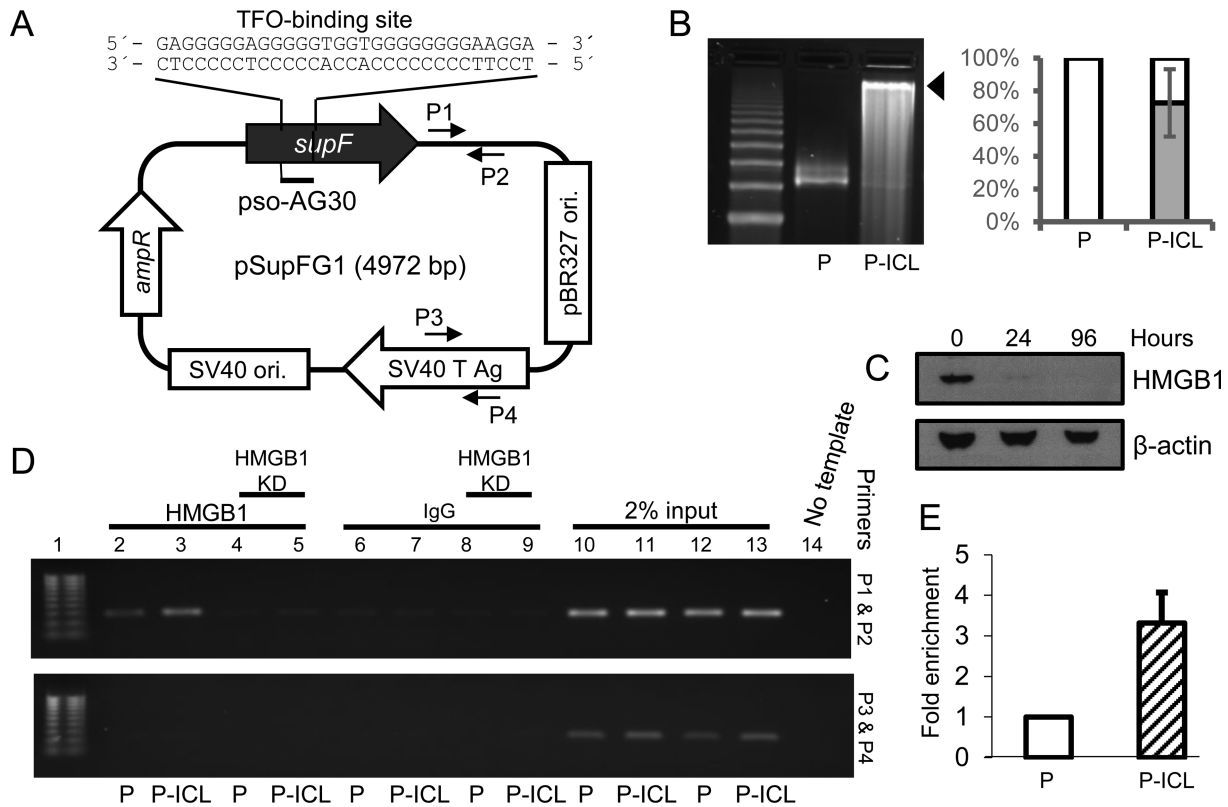 A
TFO-binding site
5´- GAGGGGGAGGGGGTGGTGGGGGGGGAAGGA - 3´
3´- CTCCCCCTCCCCCACCACCCCCCCCTTCCT - 5´
supF
P1
P2
pso-AG30
ampR
pSupFG1 (4972 bp)
pBR327 ori.
P3
SV40 ori.
SV40 T Ag
P4
B
P
P-ICL
100%
80%
60%
40%
20%
0%
P
P-ICL
C
0 24 96 Hours
HMGB1
β-actin
D
HMGB1 KD
HMGB1 KD
HMGB1
IgG
2% input
No template
Primers
1 2 3 4 5 6 7 8 9 10 11 12 13 14
P1 & P2
P3 & P4
P P-ICL P P-ICL P P-ICL P P-ICL P P-ICL P P-ICL
E
Fold enrichment
5
4
3
2
1
0
P
P-ICL